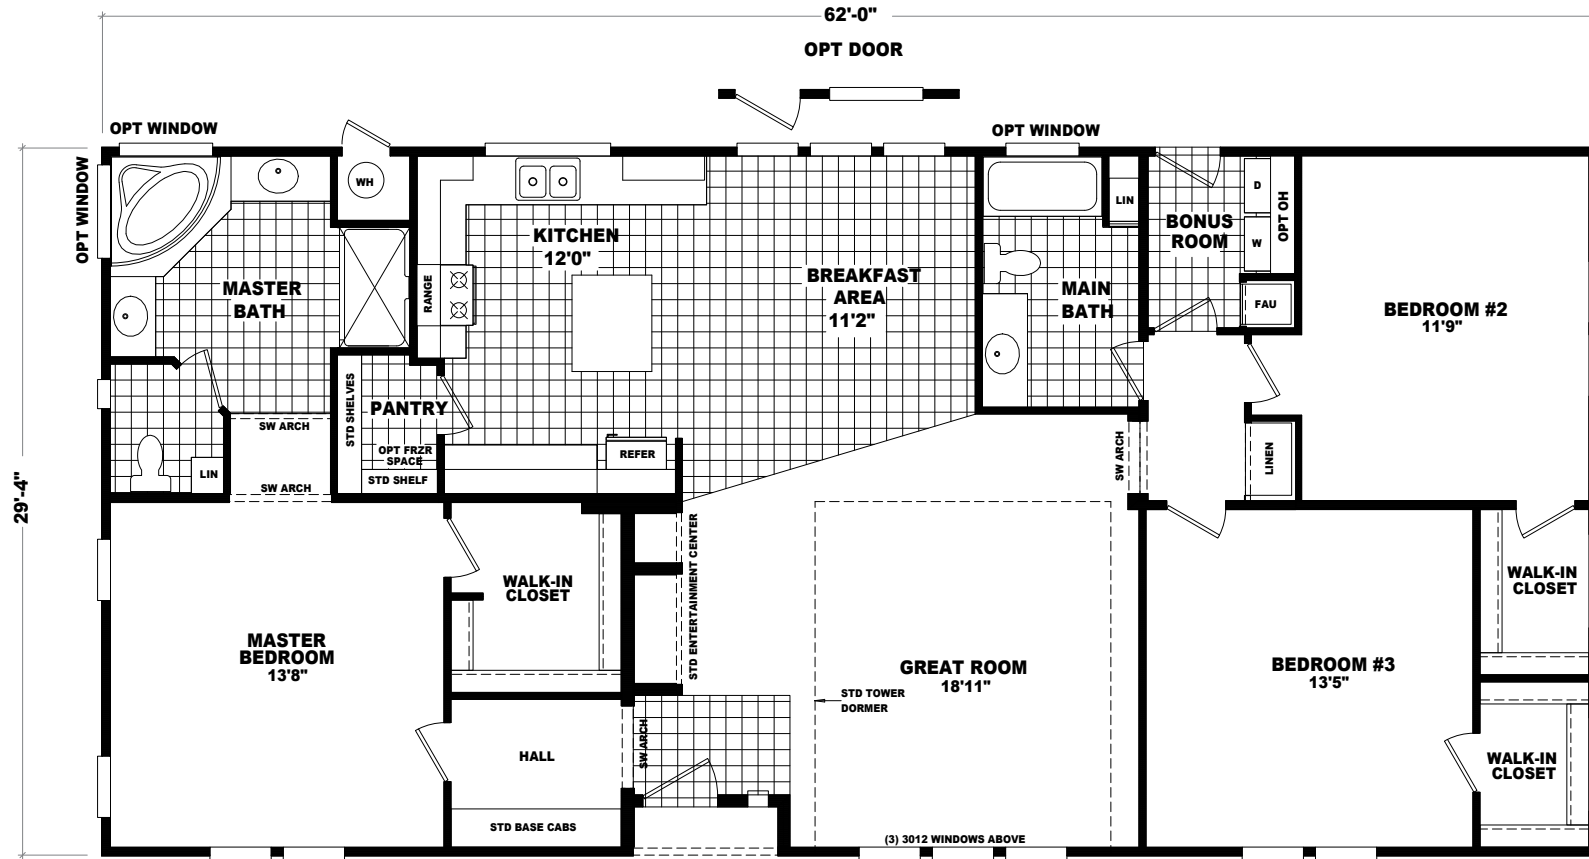 62'-0"
OPT DOOR
OPT WINDOW
OPT WINDOW
OPT WINDOW
WH
LIN
D
W
OPT OH
BONUS
ROOM
KITCHEN
12'0"
RANGE
BREAKFAST
AREA
11'2"
MASTER
BATH
MAIN
BATH
FAU
BEDROOM #2
11'9"
STD SHELVES
PANTRY
OPT FRZR
SPACE
STD SHELF
REFER
SW ARCH
SW ARCH
LIN
SW ARCH
LINEN
29'-4"
WALK-IN
CLOSET
STD ENTERTAINMENT CENTER
WALK-IN
CLOSET
MASTER
BEDROOM
13'8"
GREAT ROOM
18'11"
BEDROOM #3
13'5"
STD TOWER
DORMER
HALL
SW ARCH
WALK-IN
CLOSET
STD BASE CABS
(3) 3012 WINDOWS ABOVE